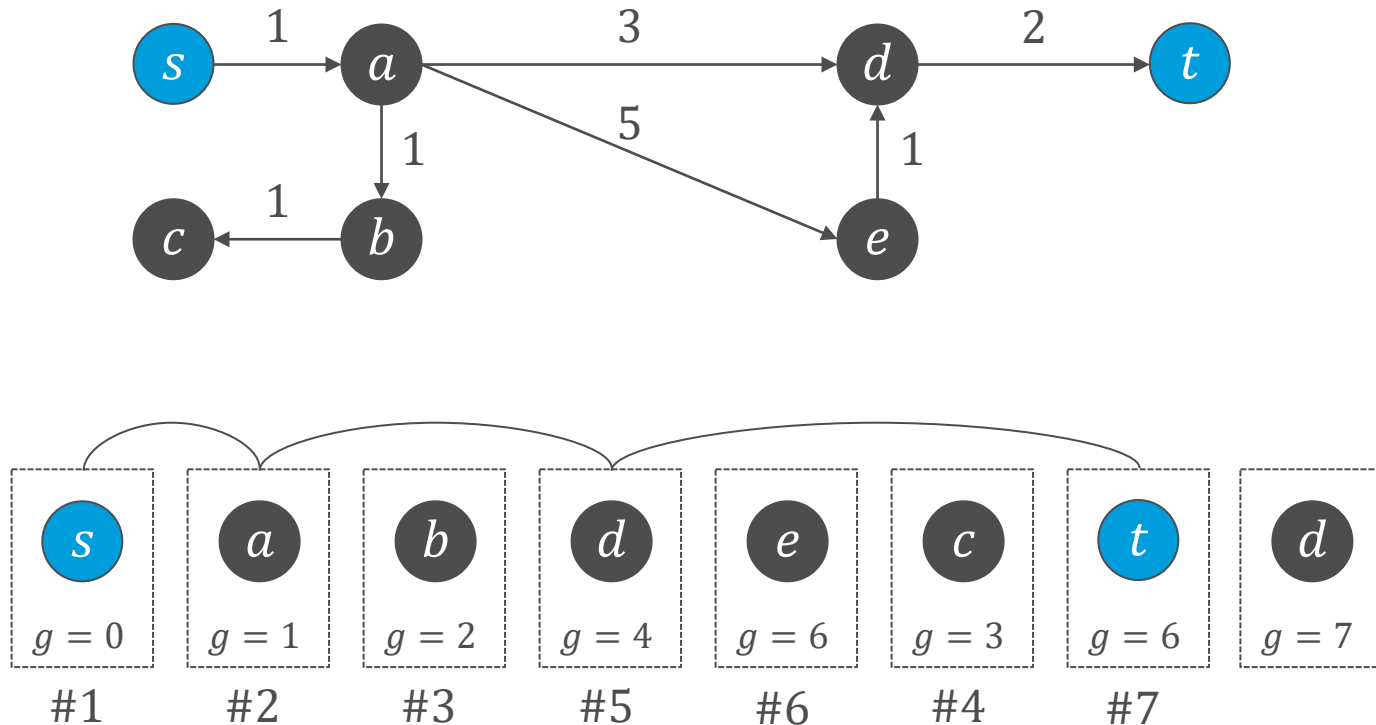 1 3 2
s a d t
1 5 1
1
c b e
s a b d e c t d
g = 0 g = 1 g = 2 g = 4 g = 6 g = 3 g = 6 g = 7
#1 #2 #3 #5 #6 #4 #7